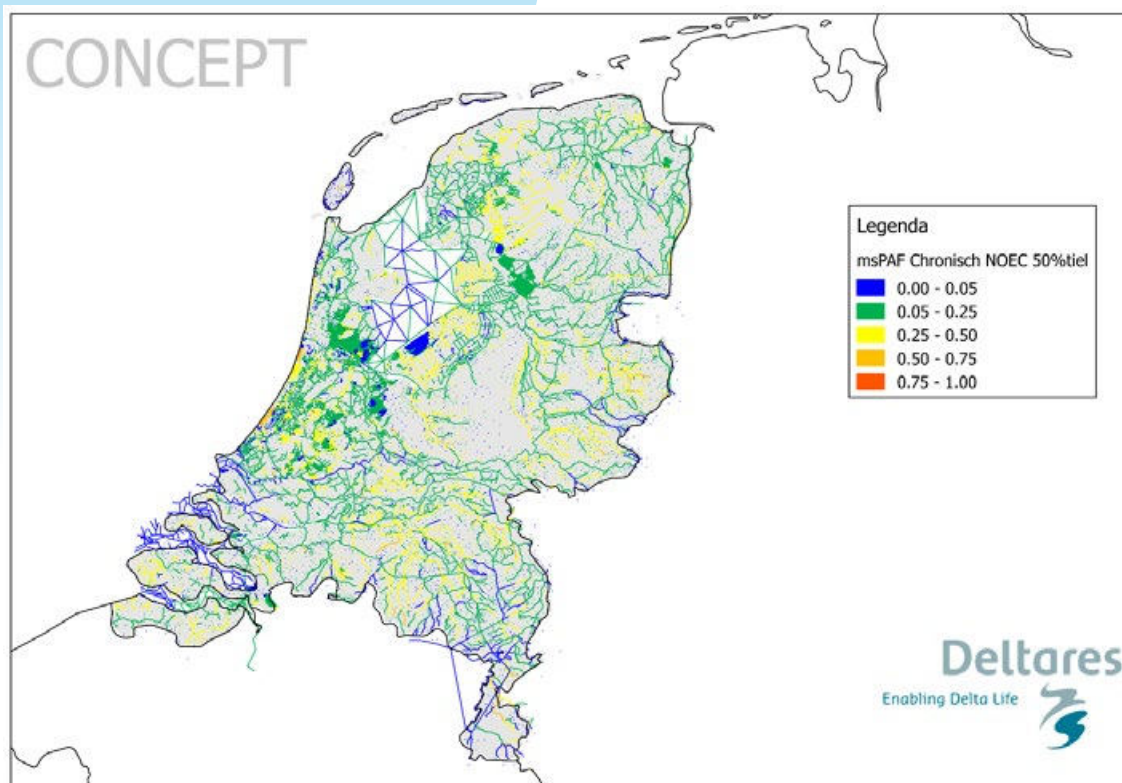 CONCEPT
Legenda
msPAF Chronisch NOEC 50%tiel
0.00 - 0.05
0.05 - 0.25
0.25 - 0.50
0.50 - 0.75
0.75 - 1.00
Deltares
Enabling Delta Life